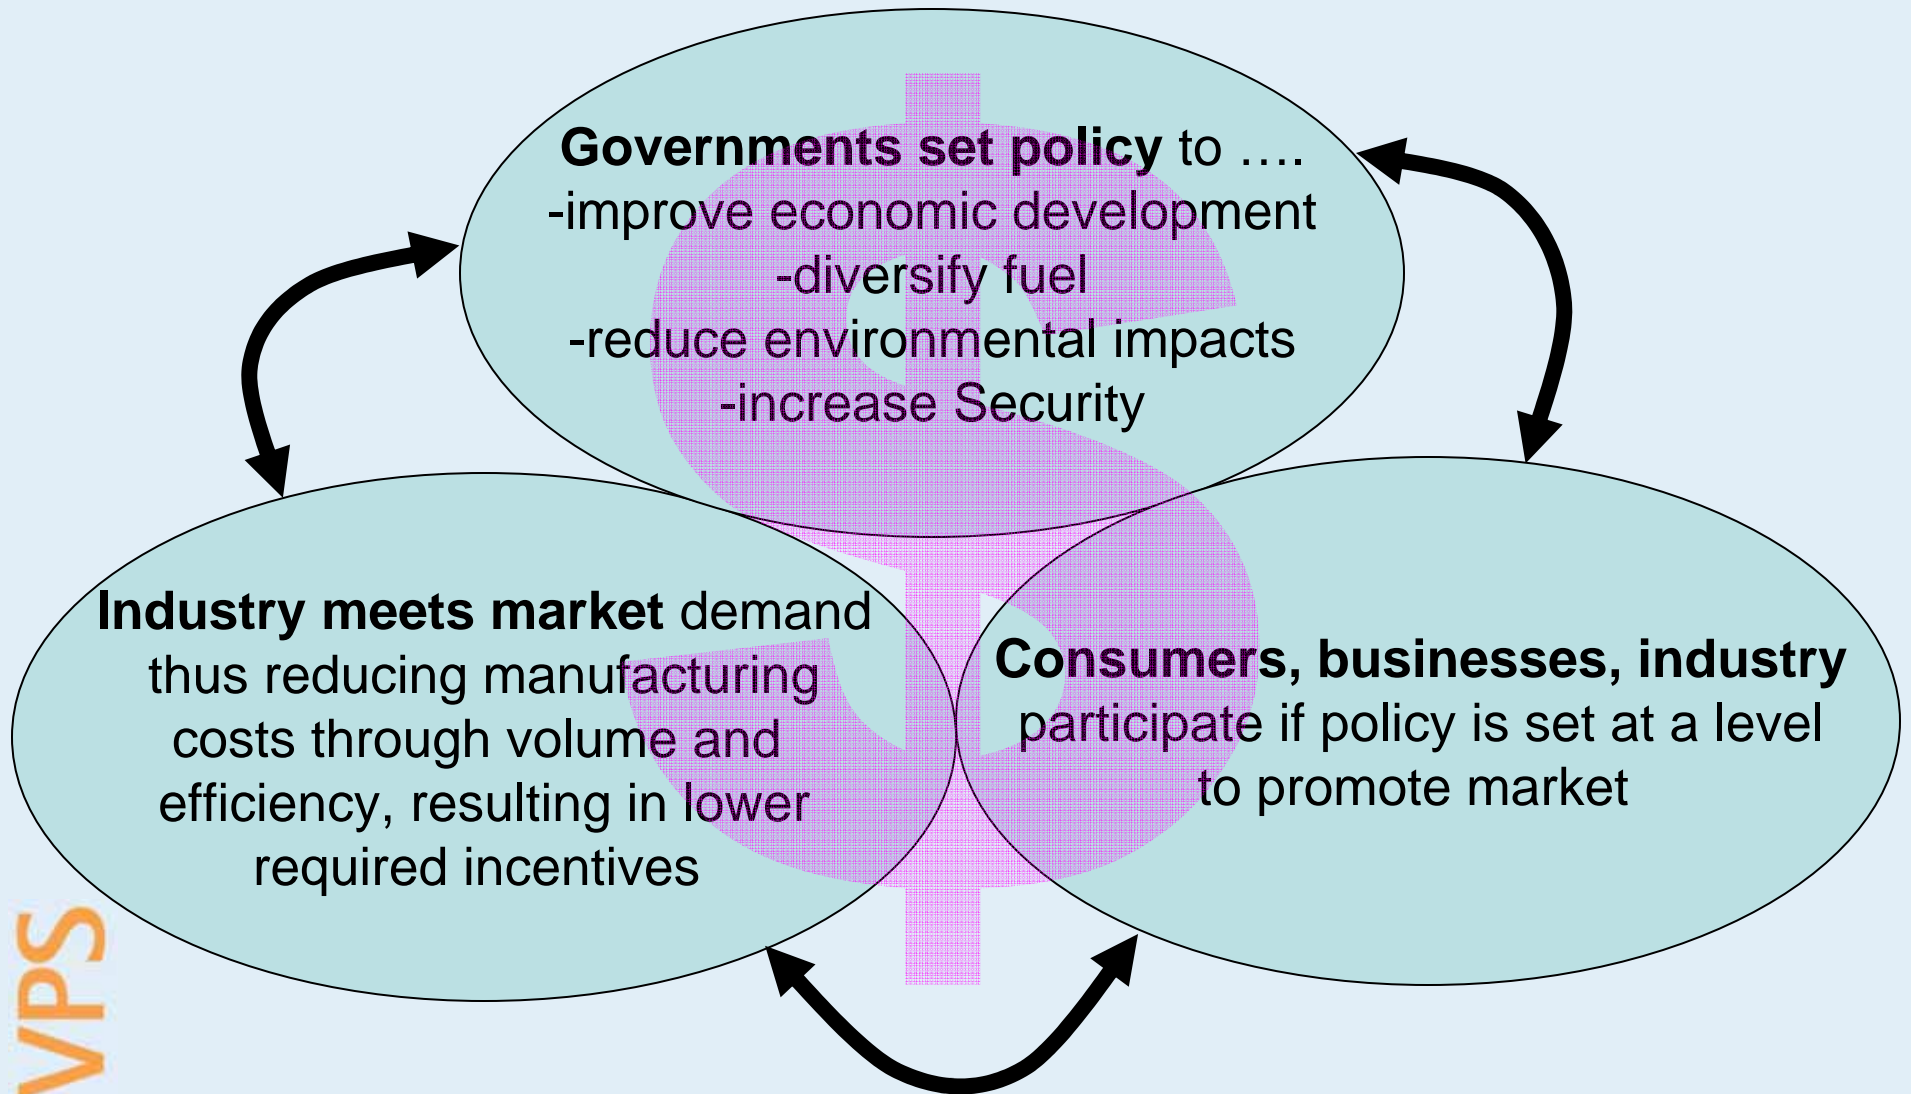 Governments set policy to ….
-improve economic development
-diversify fuel
-reduce environmental impacts
-increase Security
Industry meets market demand
thus reducing manufacturing
costs through volume and
efficiency, resulting in lower
required incentives
Consumers, businesses, industry
participate if policy is set at a level
to promote market
$
VPS